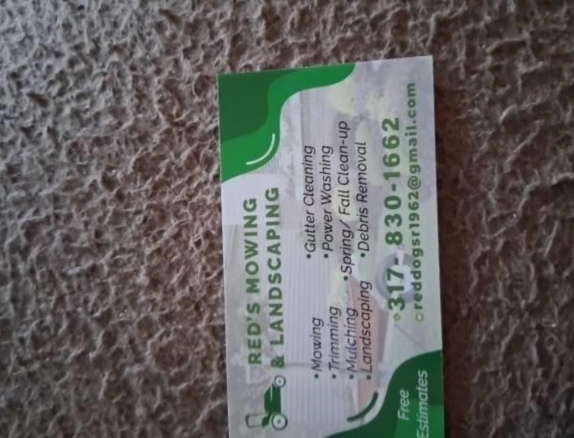 RED'S MOWING
& LANDSCAPING
•Mowing
•Trimming
•Mulching
•Landscaping
•Gutter Cleaning
•Power Washing
•Spring/ Fall Clean-up
•Debris Removal
317-830-1662
reddogsr1962@gmail.com
Free
Estimates